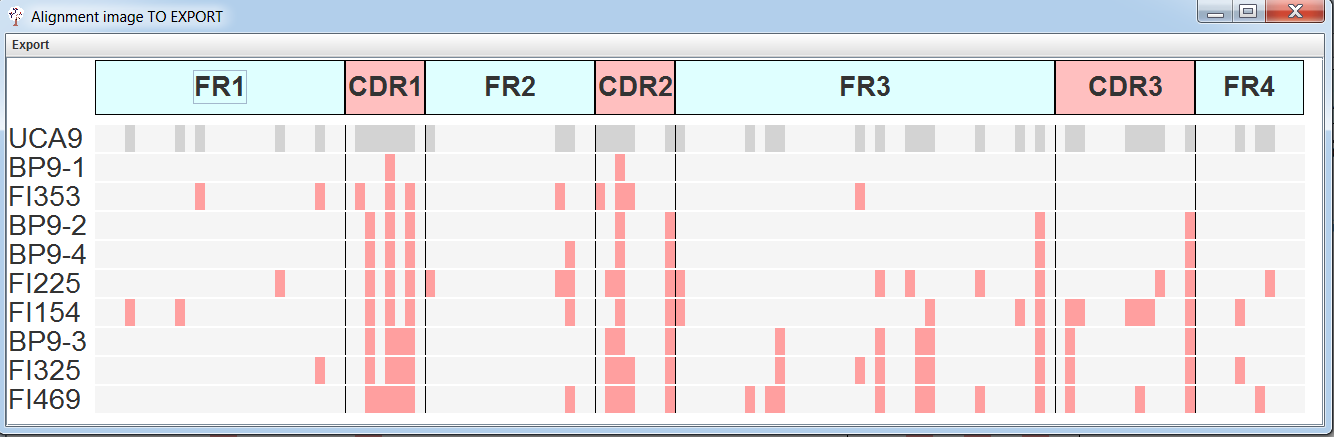 Alignment image TO EXPORT
Export
FR1 CDR1 FR2 CDR2 FR3 CDR3 FR4
UCA9
BP9-1
FI353
BP9-2
BP9-4
FI225
FI154
BP9-3
FI325
FI469